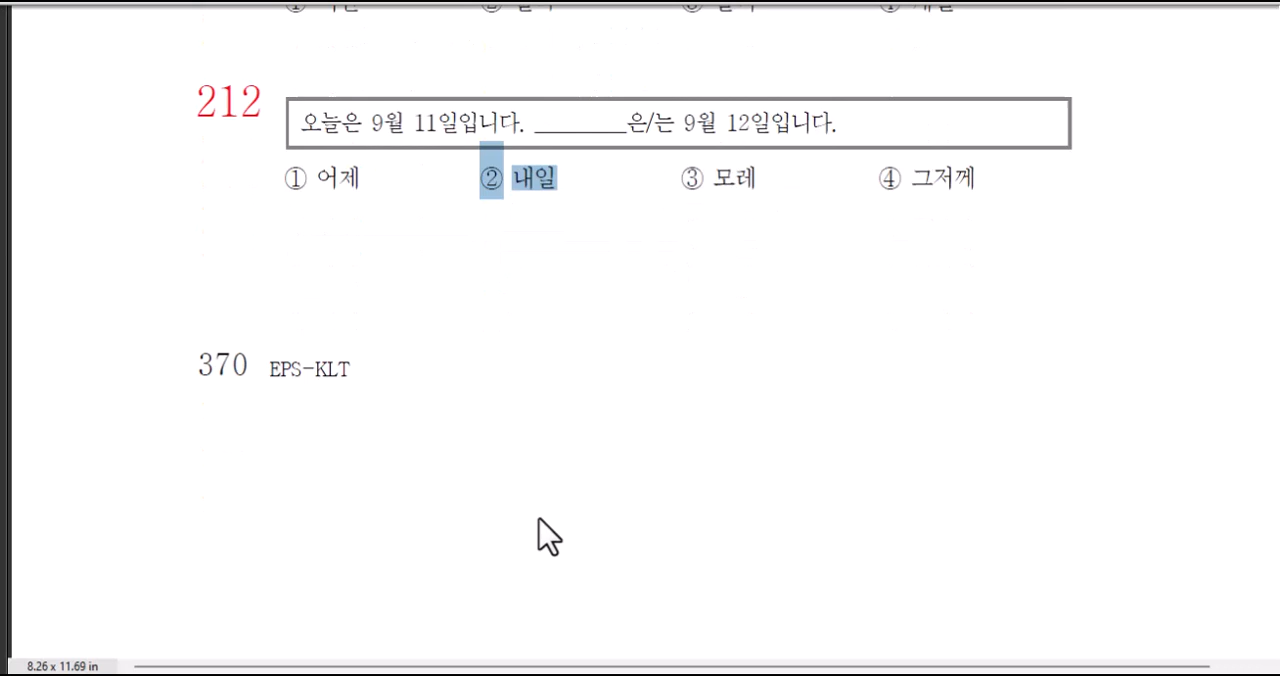 212
오늘은 9월 11일입니다. ________은/는 9월 12일입니다.
① 어제 ② 내일 ③ 모레 ④ 그저께
370 EPS-KLT
8.26 x 11.69 in